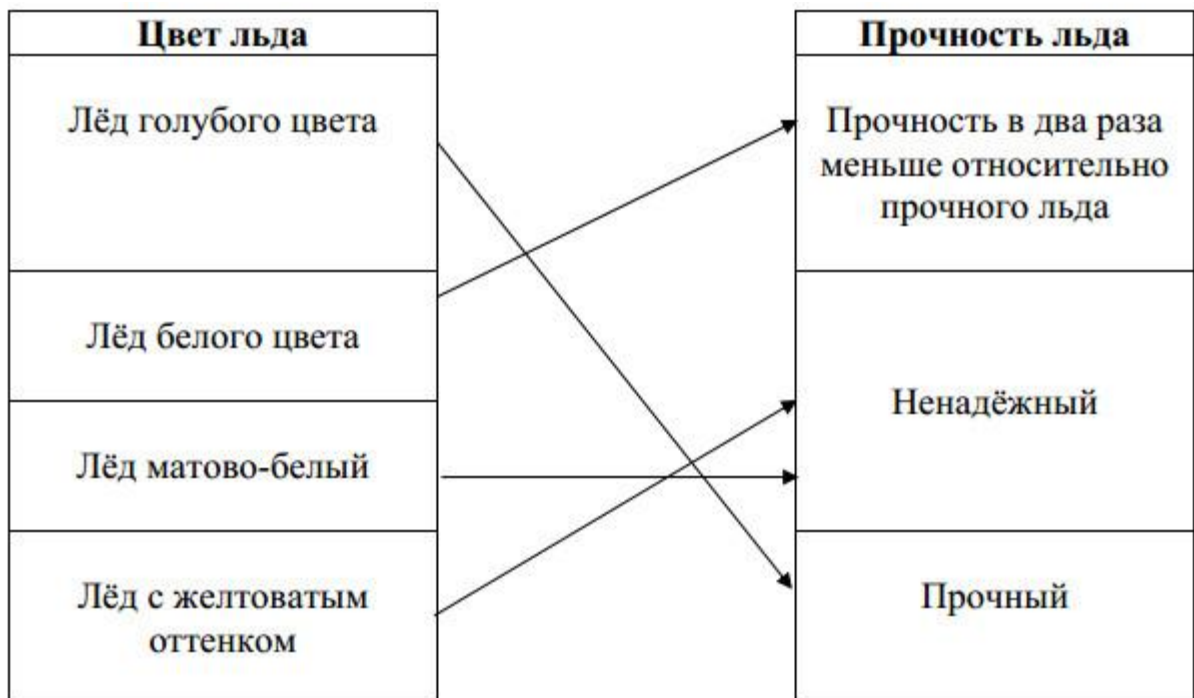 Цвет льда
Лёд голубого цвета
Лёд белого цвета
Лёд матово-белый
Лёд с желтоватым
оттенком
Прочность льда
Прочность в два раза
меньше относительно
прочного льда
Ненадёжный
Прочный